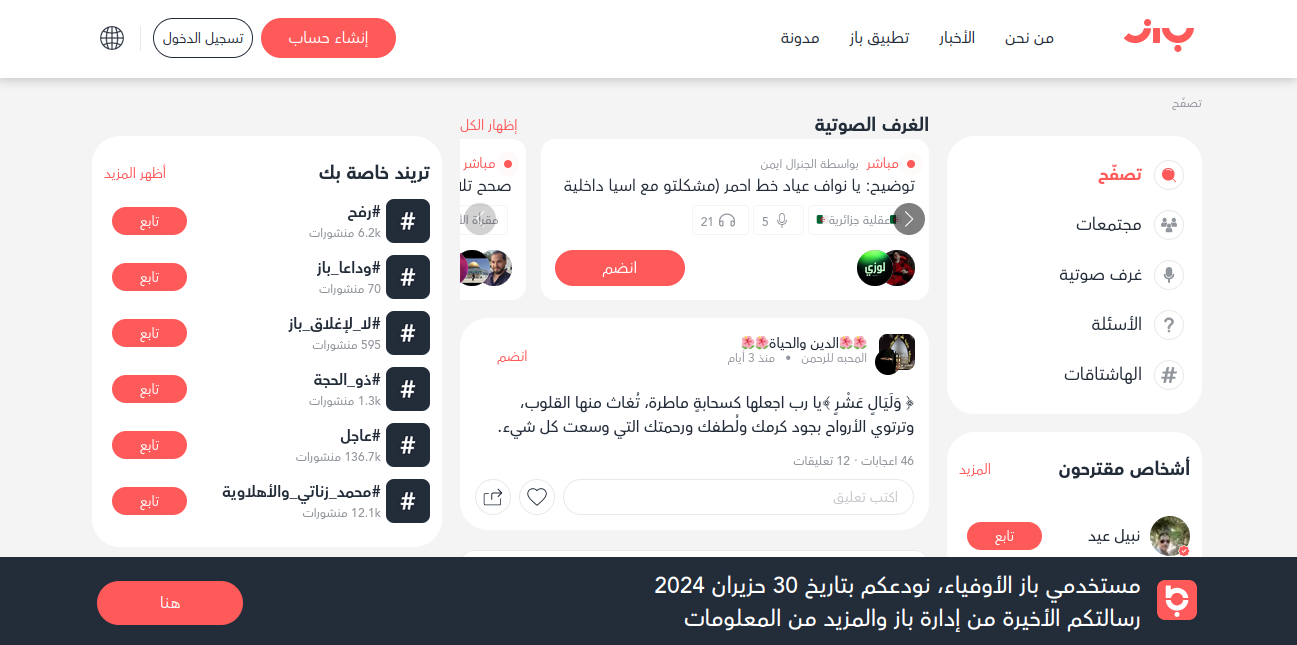 باز
من نحن
الأخبار
تطبيق باز
مدونة
إنشاء حساب
تسجيل الدخول
تصفّح
تصفّح
مجتمعات
غرف صوتية
الأسئلة
الهاشتاقات
أشخاص مقترحون
المزيد
نبيل عيد
تابع
الغرف الصوتية
إظهار الكل
مباشر بواسطة الجنرال ايمن
توضيح: يا نواف عياد خط احمر (مشكلتو مع اسيا داخلية
عقلية جزائرية
5
21
لوزي
انضم
مباشر
صحح تلا
مقرأة الا
🌺🌺الدين والحياة🌺🌺
المحبه للرحمن • منذ 3 أيام
انضم
﴿ وَلَيَالٍ عَشْرٍ ﴾يا رب اجعلها كسحابةٍ ماطرة، تُغاث منها القلوب،
وترتوي الأرواح بجود كرمك ولُطفك ورحمتك التي وسعت كل شيء.
46 اعجابات · 12 تعليقات
اكتب تعليق
تريند خاصة بك
أظهر المزيد
#رفح
6.2k منشورات
تابع
#وداعا_باز
70 منشورات
تابع
#لا_لإغلاق_باز
595 منشورات
تابع
#ذو_الحجة
1.3k منشورات
تابع
#عاجل
136.7k منشورات
تابع
#محمد_زناتي_والأهلاوية
12.1k منشورات
تابع
مستخدمي باز الأوفياء، نودعكم بتاريخ 30 حزيران 2024
رسالتكم الأخيرة من إدارة باز والمزيد من المعلومات
هنا